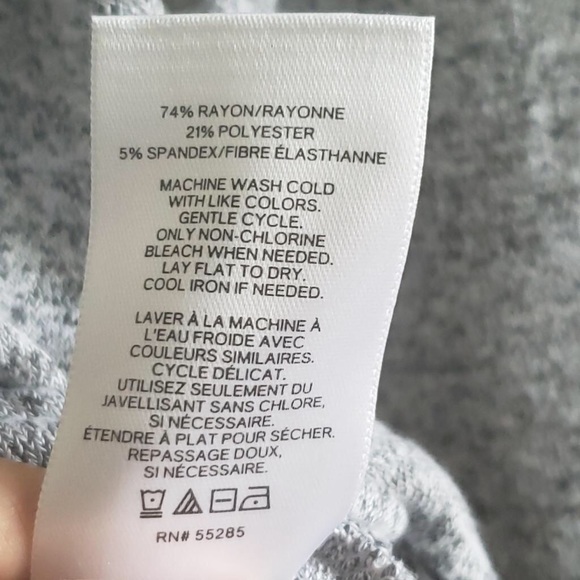 74% RAYON/RAYONNE
21% POLYESTER
5% SPANDEX/FIBRE ÉLASTHANNE
MACHINE WASH COLD
WITH LIKE COLORS.
GENTLE CYCLE.
ONLY NON-CHLORINE
BLEACH WHEN NEEDED.
LAY FLAT TO DRY.
COOL IRON IF NEEDED.
LAVER À LA MACHINE À
L'EAU FROIDE AVEC
COULEURS SIMILAIRES.
CYCLE DÉLICAT.
UTILISEZ SEULEMENT DU
JAVELLISANT SANS CHLORE,
SI NÉCESSAIRE.
ÉTENDRE À PLAT POUR SÉCHER.
REPASSAGE DOUX,
SI NÉCESSAIRE.
RN# 55285